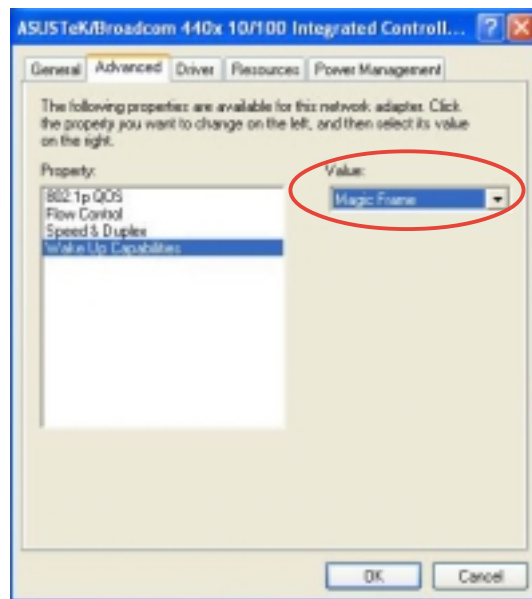 ASUSTeK/Broadcom 440x 10/100 Integrated Controll...
General Advanced Driver Resources Power Management
The following properties are available for this network adapter. Click
the property you want to change on the left, and then select its value
on the right.
Property: Value:
802.1p QOS Magic Frame
Flow Control
Speed & Duplex
Wake Up Capabilities
OK Cancel